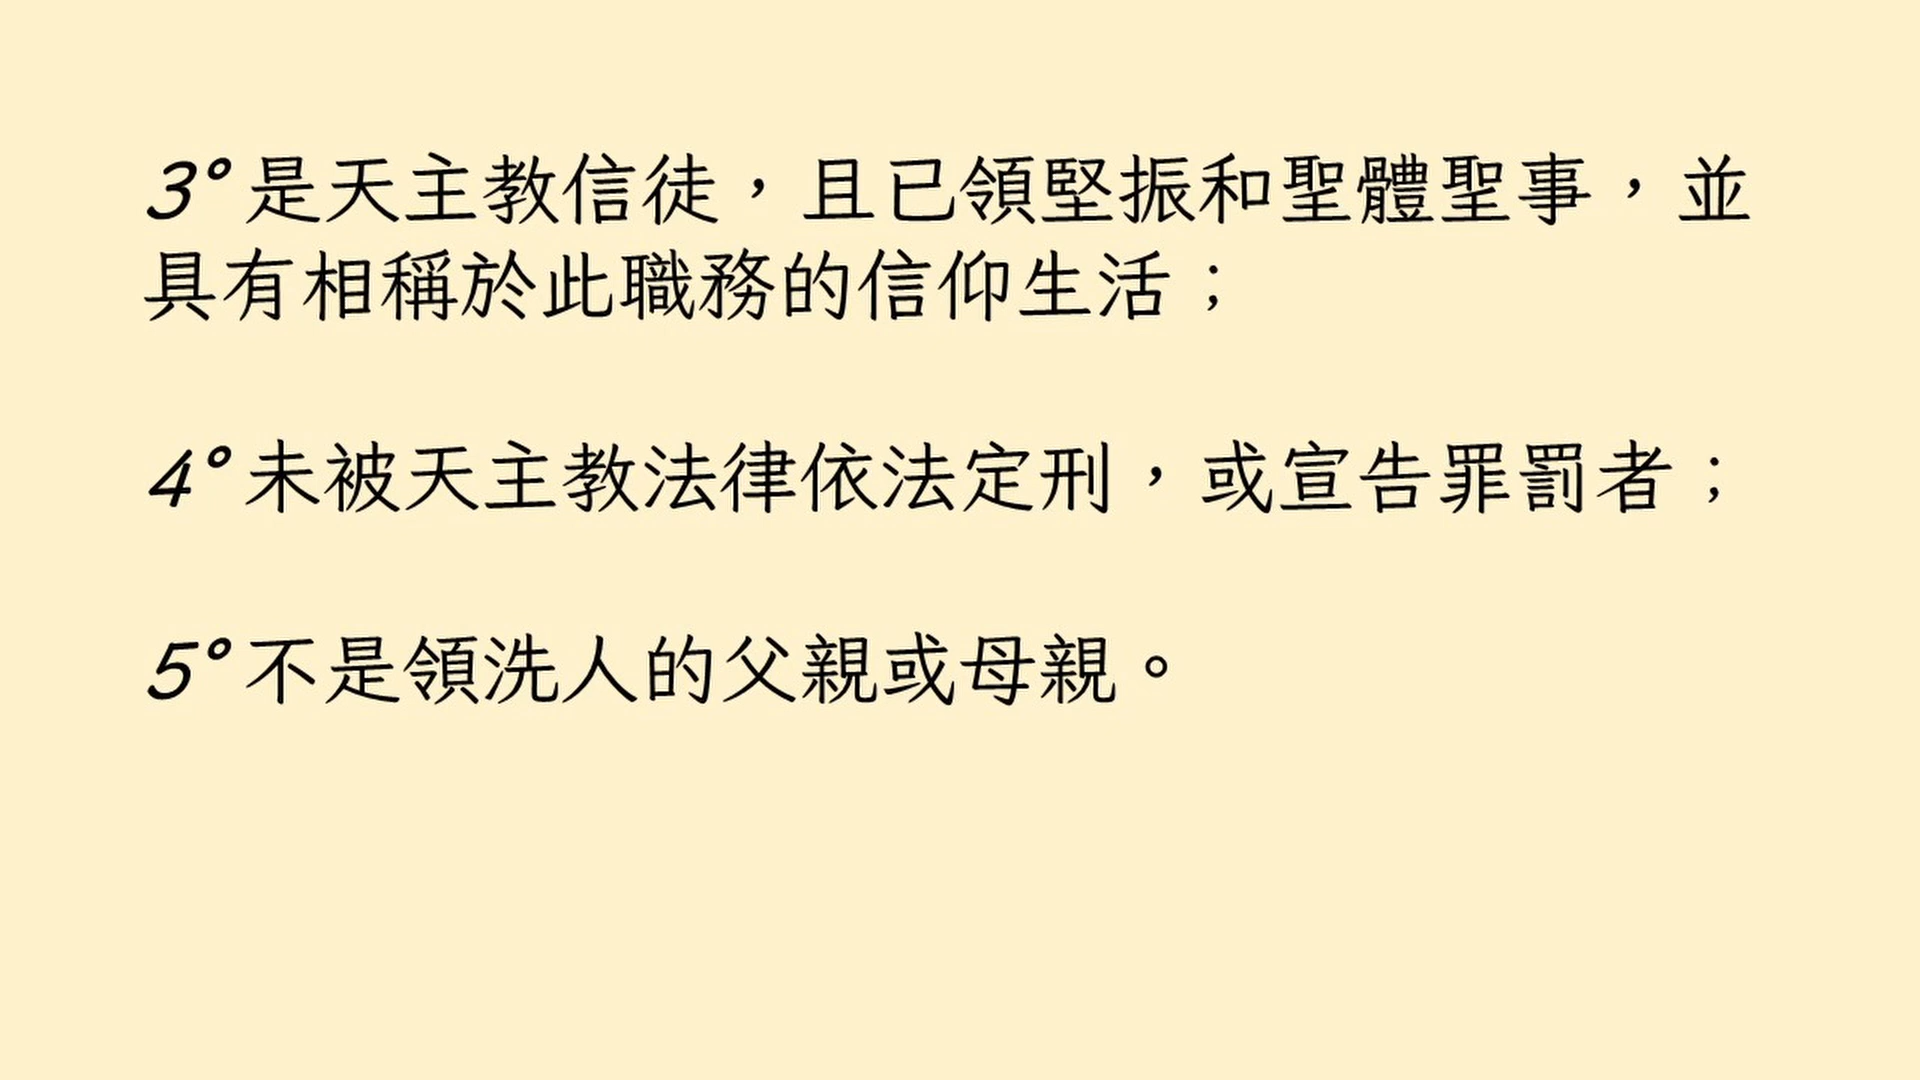 3° 是天主教信徒，且已領堅振和聖體聖事，並
具有相稱於此職務的信仰生活；
4° 未被天主教法律依法定刑，或宣告罪罰者；
5° 不是領洗人的父親或母親。